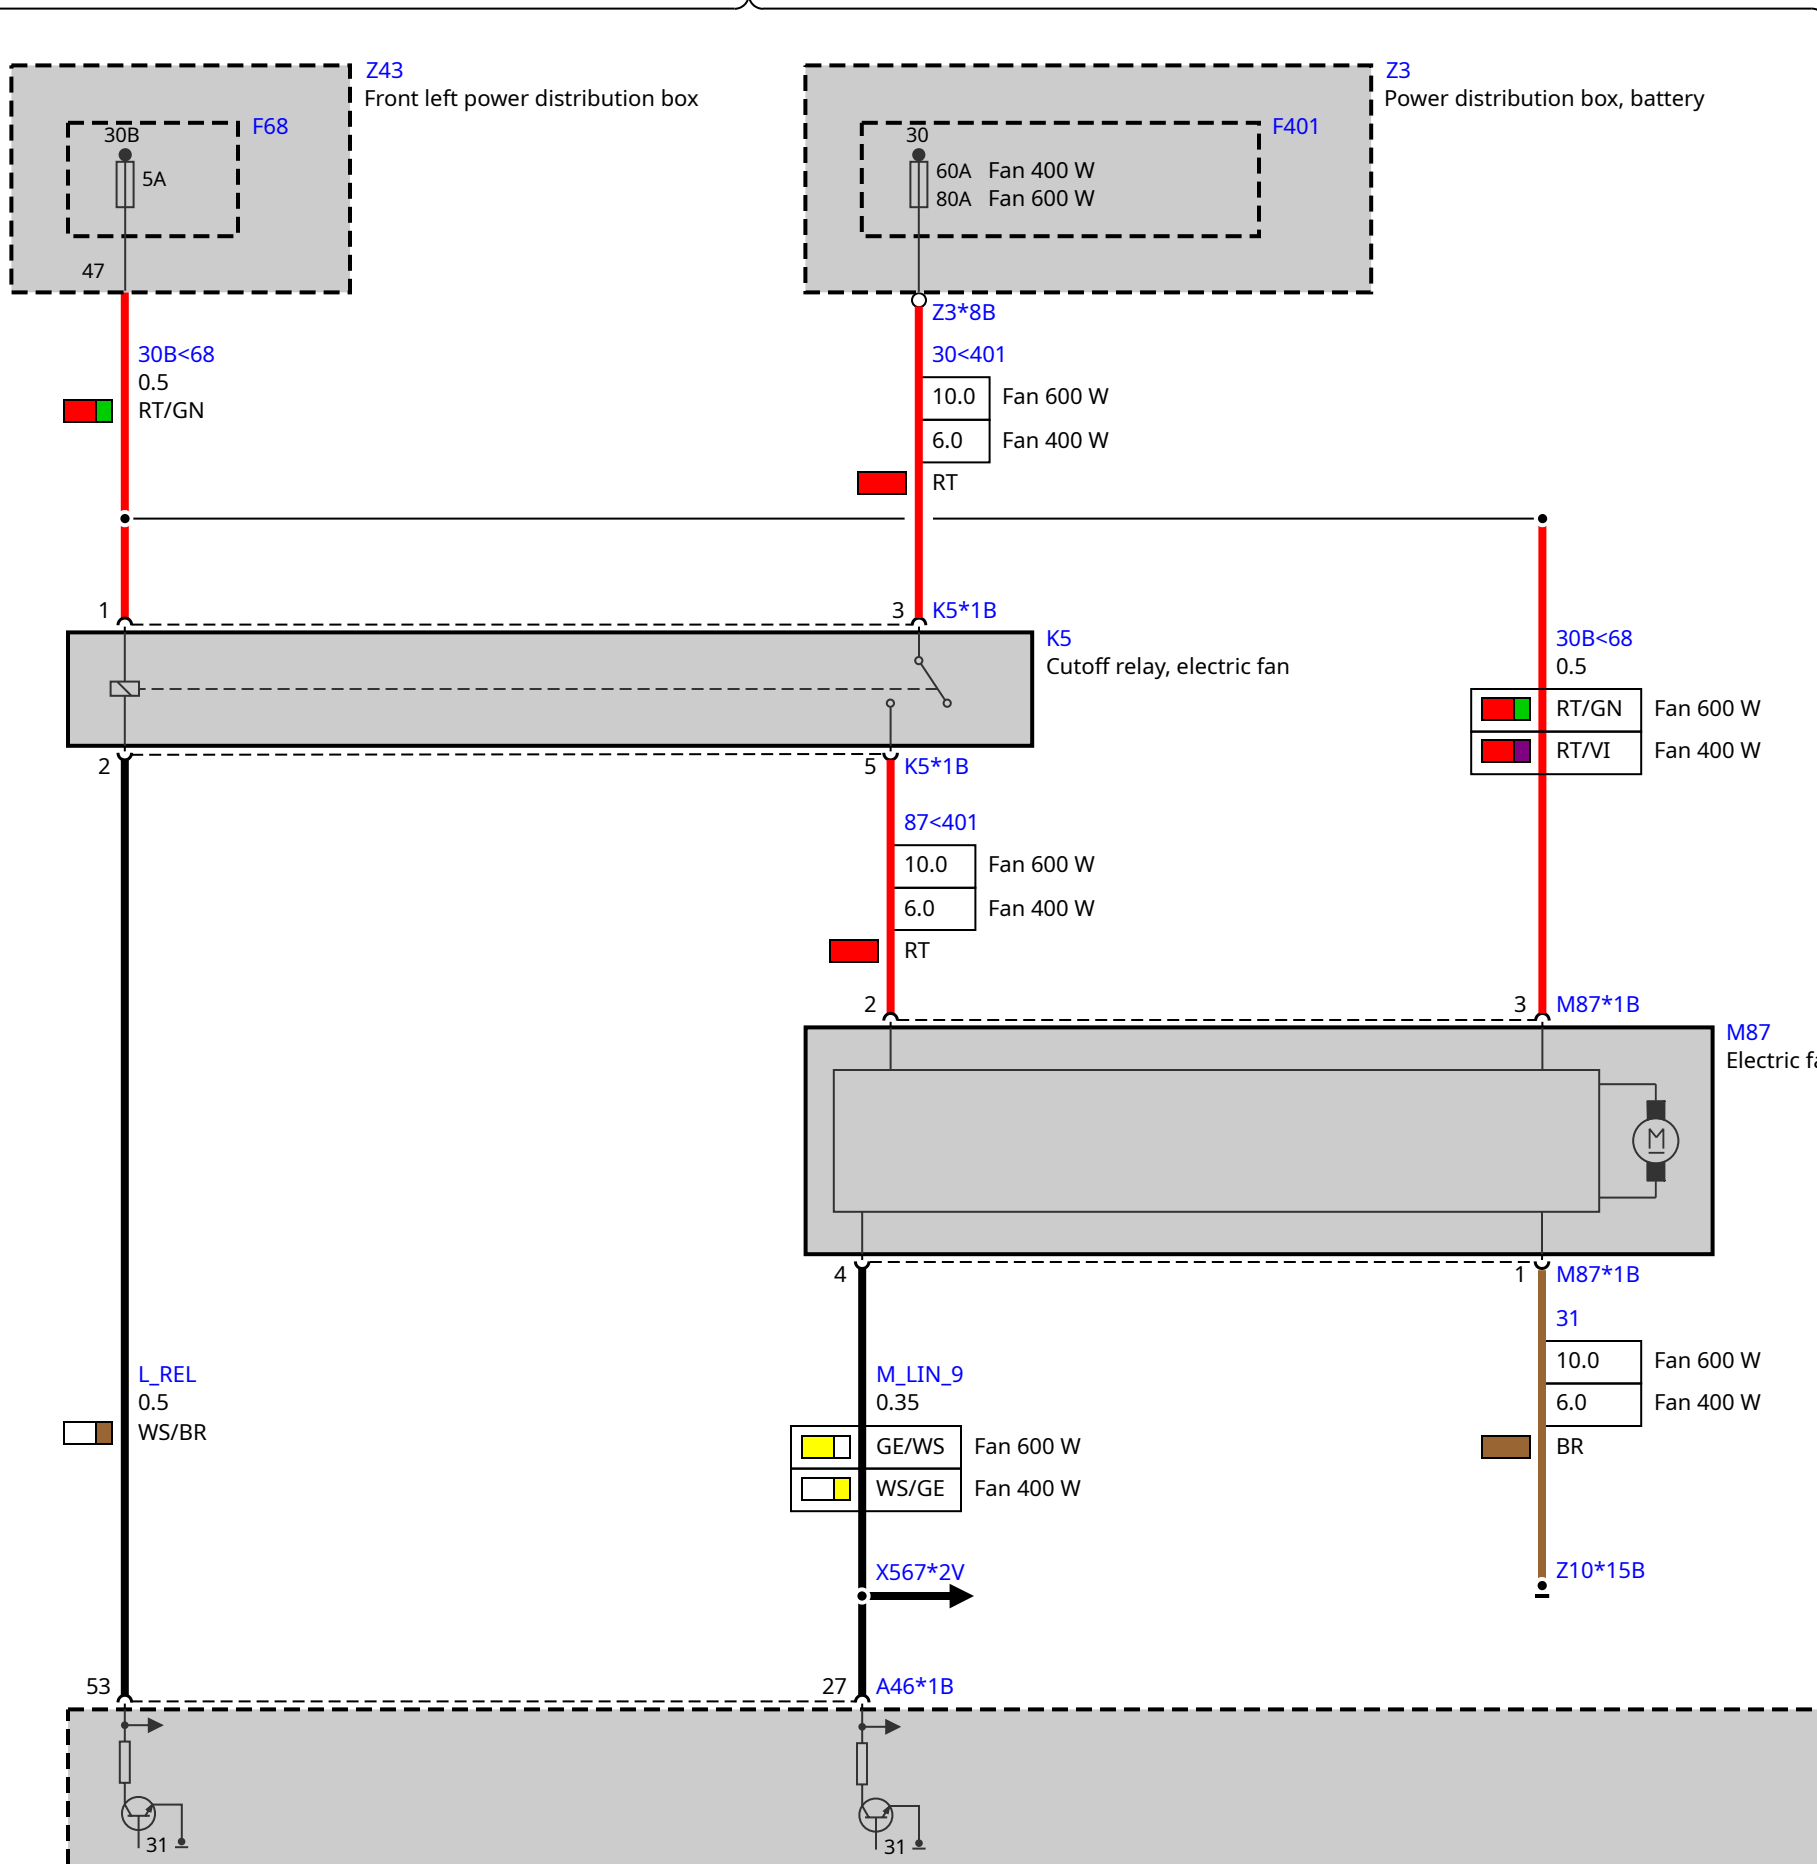 Z43
Front left power distribution box
F68
30B
5A
47
Z3
Power distribution box, battery
F401
30
60A Fan 400 W
80A Fan 600 W
Z3*8B
30B<68
0.5
RT/GN
30<401
10.0 Fan 600 W
6.0 Fan 400 W
RT
1
3 K5*1B
K5
Cutoff relay, electric fan
30B<68
0.5
RT/GN Fan 600 W
RT/VI Fan 400 W
2
5 K5*1B
87<401
10.0 Fan 600 W
6.0 Fan 400 W
RT
2
3 M87*1B
M87
Electric
M
4
1 M87*1B
31
10.0 Fan 600 W
6.0 Fan 400 W
BR
L_REL
0.5
WS/BR
M_LIN_9
0.35
GE/WS Fan 600 W
WS/GE Fan 400 W
X567*2V
Z10*15B
53
27 A46*1B
31
31